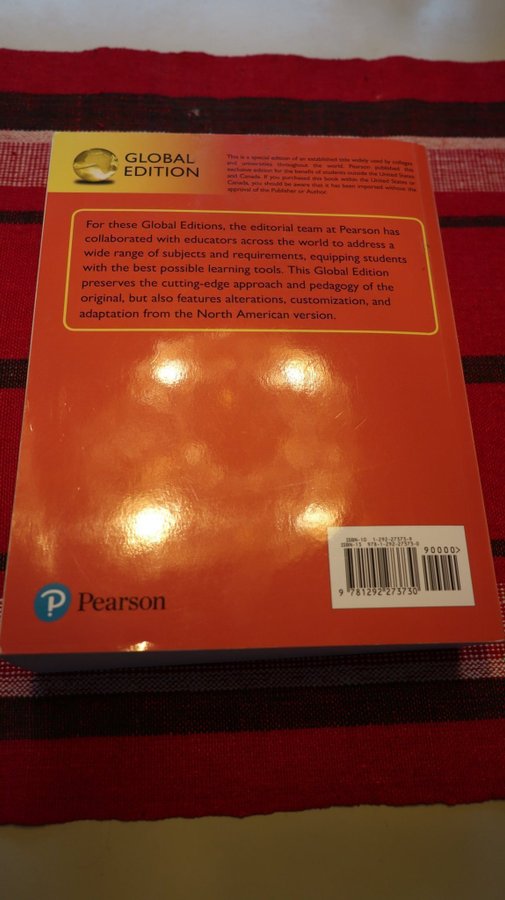 GLOBAL
EDITION
This is a special edition of an established title widely used by colleges
and universities throughout the world. Pearson published this
exclusive edition for the benefit of students outside the United States
and Canada. If you purchased this book within the United States or
Canada, you should be aware that it has been imported without the
approval of the Publisher or Author.
For these Global Editions, the editorial team at Pearson has
collaborated with educators across the world to address a
wide range of subjects and requirements, equipping students
with the best possible learning tools. This Global Edition
preserves the cutting-edge approach and pedagogy of the
original, but also features alterations, customization, and
adaptation from the North American version.
ISBN-10 1-292-27373-8
ISBN-13 978-1-292-27373-0
90000>
9 781292 273730
P Pearson